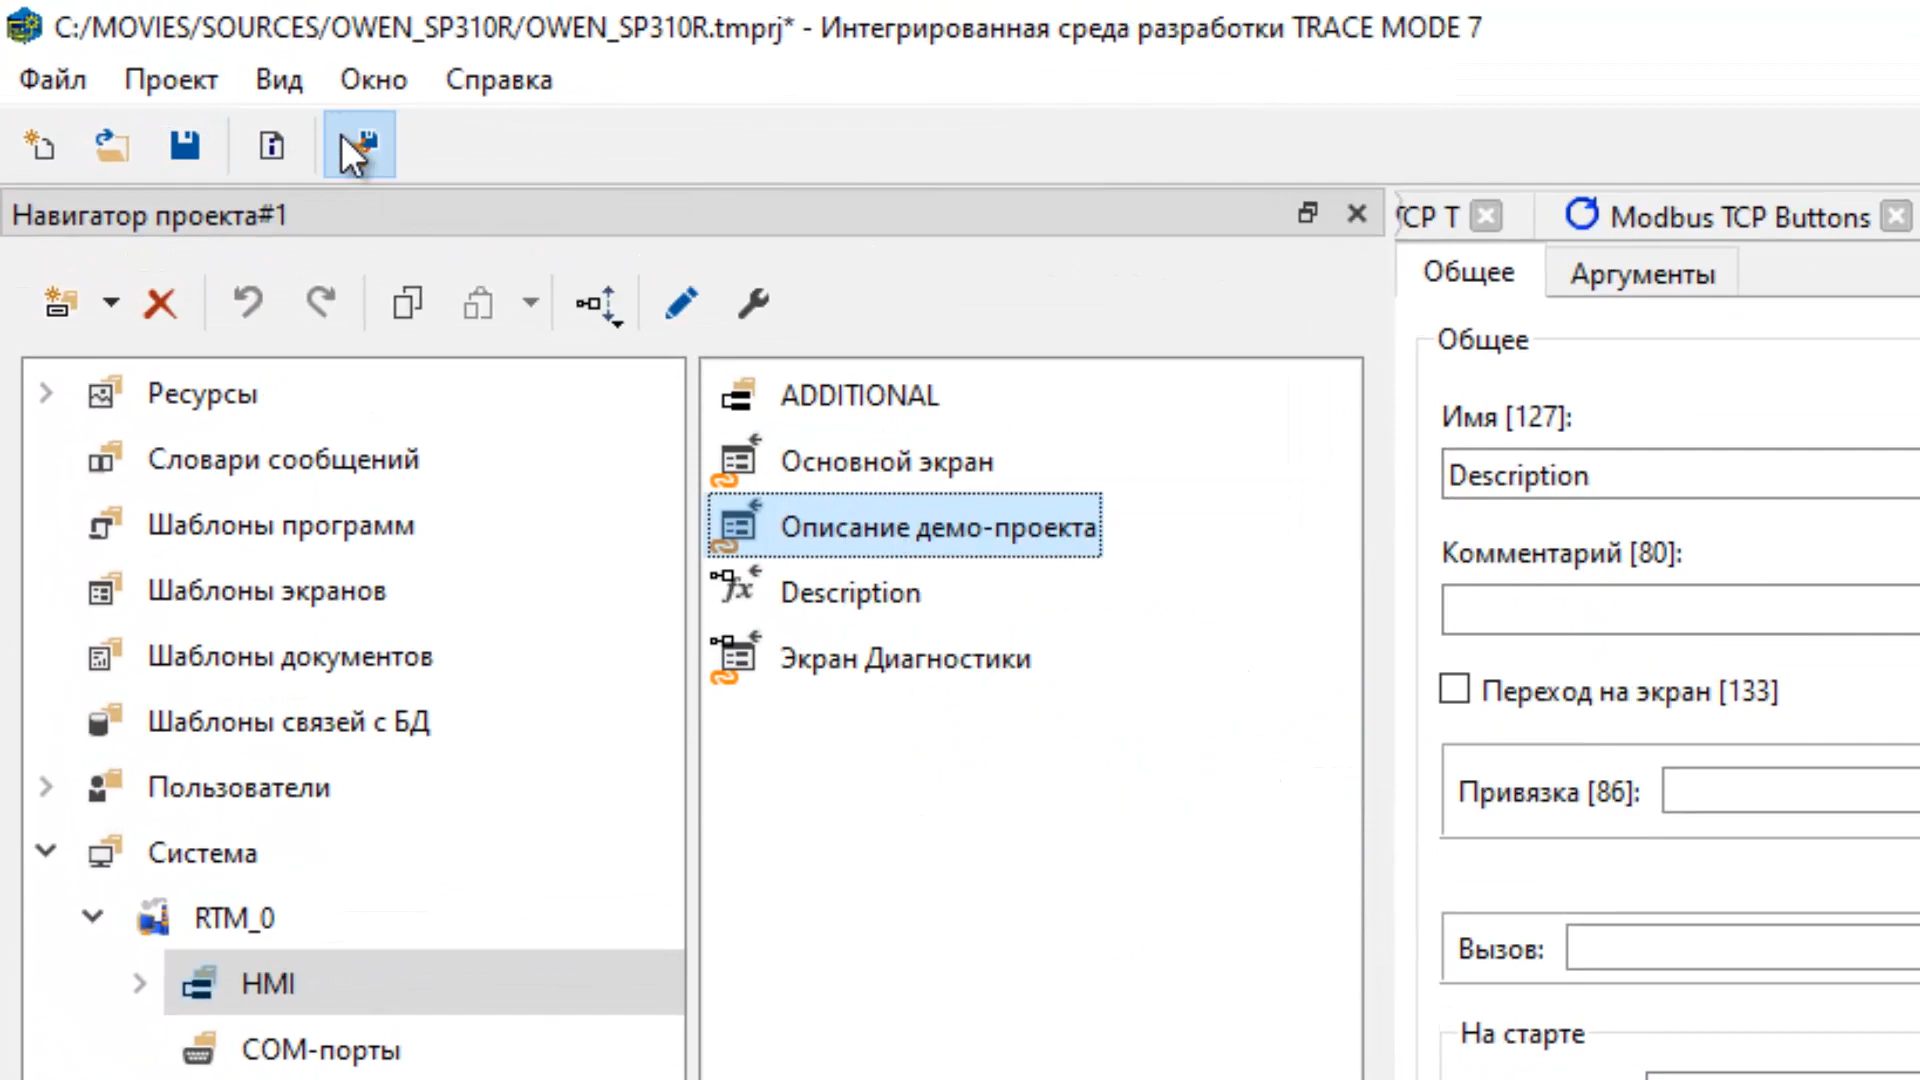 C:/MOVIES/SOURCES/OWEN_SP310R/OWEN_SP310R.tmprj* - Интегрированная среда разработки TRACE MODE 7
Файл Проект Вид Окно Справка
Навигатор проекта#1
CP T Modbus TCP Buttons
Общее Аргументы
Ресурсы
Словари сообщений
Шаблоны программ
Шаблоны экранов
Шаблоны документов
Шаблоны связей с БД
Пользователи
Система
RTM_0
HMI
COM-порты
ADDITIONAL
Основной экран
Описание демо-проекта
Description
Экран Диагностики
Общее
Имя [127]:
Description
Комментарий [80]:
Переход на экран [133]
Привязка [86]:
Вызов:
На старте